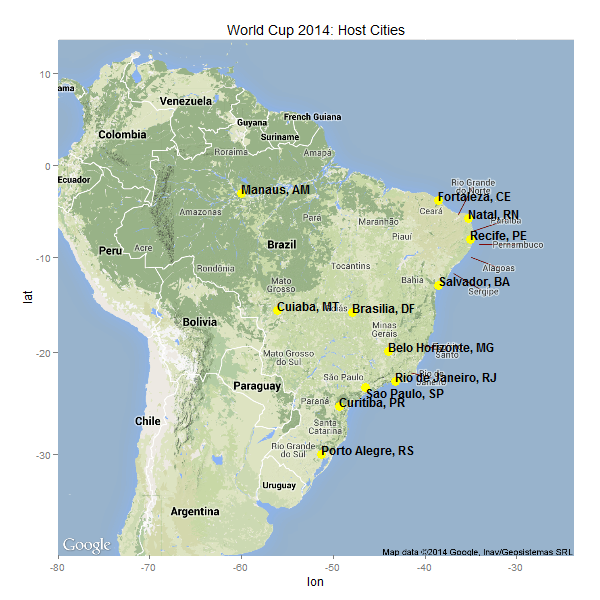 World Cup 2014: Host Cities
10
ama
Venezuela
French Guiana
Guyana
Colombia
Suriname
Roraima
Amapá
0
Ecuador
Rio Grande
do Norte
Manaus, AM
Fortaleza, CE
Amazonas
Ceará
Natal, RN
Pará
Maranhão
Paraíba
Piauí
Recife, PE
Acre
Brazil
Pernambuco
Peru
-10
Rondônia
Tocantins
Alagoas
Mato
Grosso
Bahia
Salvador, BA
Sergipe
Cuiaba, MT
Brasilia, DF
Bolivia
Minas
Gerais
-20
Belo Horizonte, MG
Santo
Mato Grosso
do Sul
Rio de
Janeiro
São Paulo
Rio de Janeiro, RJ
Paraguay
Sao Paulo, SP
Paraná
Curitiba, PR
Chile
Santa
Catarina
-30
Rio Grande
do Sul
Porto Alegre, RS
Uruguay
Argentina
Google
Map data ©2014 Google, Inav/Geosistemas SRL
-80
-70
-60
-50
-40
-30
lon
lat